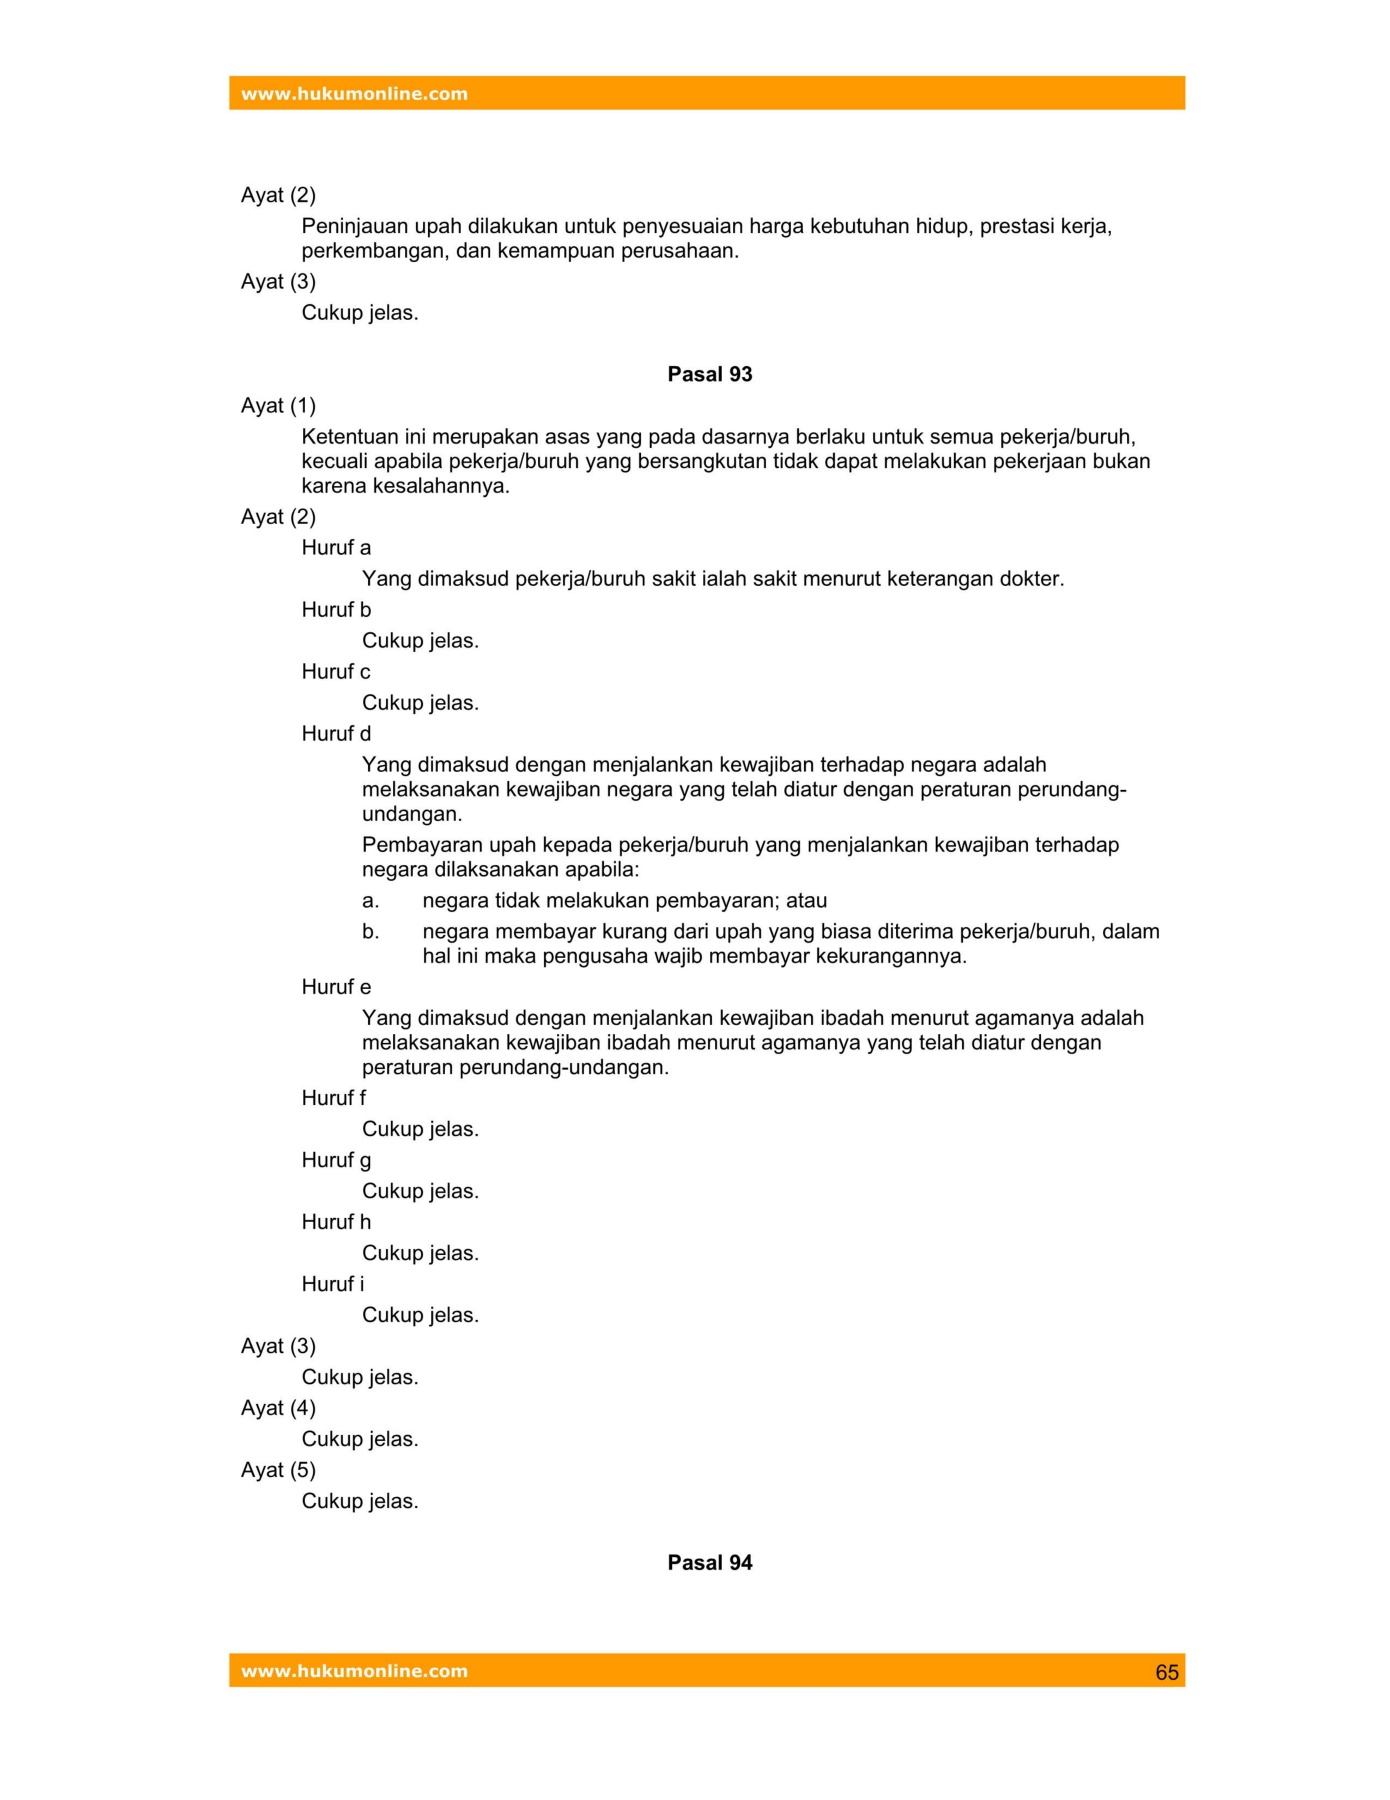 www.hukumonline.com
Ayat (2)
Peninjauan upah dilakukan untuk penyesuaian harga kebutuhan hidup, prestasi kerja,
perkembangan, dan kemampuan perusahaan.
Ayat (3)
Cukup jelas.
Pasal 93
Ayat (1)
Ketentuan ini merupakan asas yang pada dasarnya berlaku untuk semua pekerja/buruh,
kecuali apabila pekerja/buruh yang bersangkutan tidak dapat melakukan pekerjaan bukan
karena kesalahannya.
Ayat (2)
Huruf a
Yang dimaksud pekerja/buruh sakit ialah sakit menurut keterangan dokter.
Huruf b
Cukup jelas.
Huruf c
Cukup jelas.
Huruf d
Yang dimaksud dengan menjalankan kewajiban terhadap negara adalah
melaksanakan kewajiban negara yang telah diatur dengan peraturan perundang-
undangan.
Pembayaran upah kepada pekerja/buruh yang menjalankan kewajiban terhadap
negara dilaksanakan apabila:
a. negara tidak melakukan pembayaran; atau
b. negara membayar kurang dari upah yang biasa diterima pekerja/buruh, dalam
hal ini maka pengusaha wajib membayar kekurangannya.
Huruf e
Yang dimaksud dengan menjalankan kewajiban ibadah menurut agamanya adalah
melaksanakan kewajiban ibadah menurut agamanya yang telah diatur dengan
peraturan perundang-undangan.
Huruf f
Cukup jelas.
Huruf g
Cukup jelas.
Huruf h
Cukup jelas.
Huruf i
Cukup jelas.
Ayat (3)
Cukup jelas.
Ayat (4)
Cukup jelas.
Ayat (5)
Cukup jelas.
Pasal 94
www.hukumonline.com 65